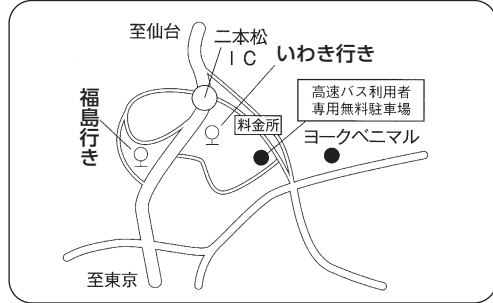 至仙台
二本松
ＩＣ
いわき行き
高速バス利用者
専用無料駐車場
福島行き
料金所
ヨークベニマル
至東京